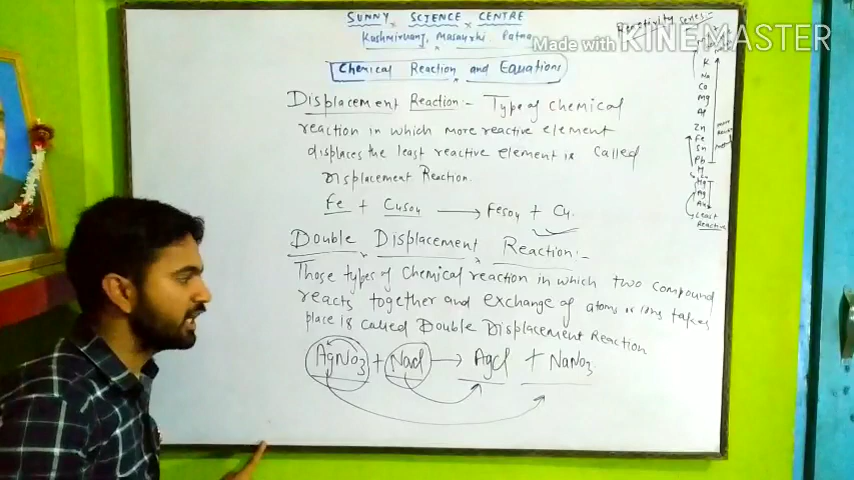 SUNNY SCIENCE CENTRE
Kashmirganj, Masaurhi. Patna
Made with KINEMASTER
Reactivity series:-
Chemical Reaction and Equations
Displacement Reaction:- Type of Chemical
reaction in which more reactive element
displaces the least reactive element is called
Displacement Reaction.
Fe + CuSO4 → FeSO4 + Cu.
Double Displacement Reaction:-
Those types of Chemical reaction in which two compound
reacts together and exchange of atoms or ions takes
place is called Double Displacement Reaction
AgNO3 + Nacl → Agcl + NaNO3
K
Na
Ca
Mg
Al
Zn
Fe
Sn
Pb
H
Cu
Hg
Ag
Au
Least
Reactive